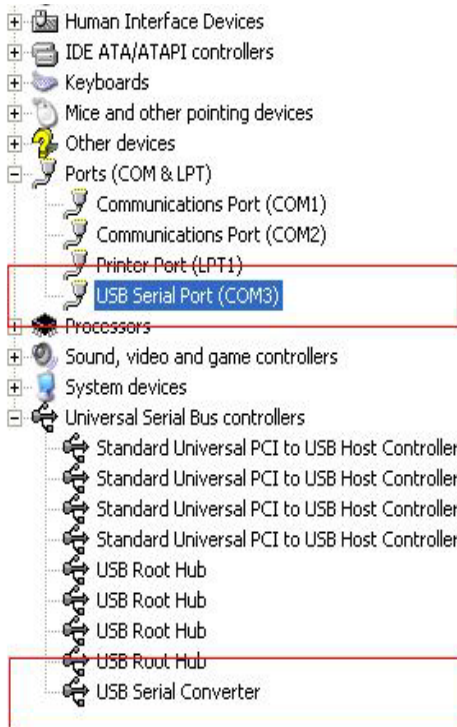 Human Interface Devices
IDE ATA/ATAPI controllers
Keyboards
Mice and other pointing devices
Other devices
Ports (COM & LPT)
Communications Port (COM1)
Communications Port (COM2)
Printer Port (LPT1)
USB Serial Port (COM3)
Processors
Sound, video and game controllers
System devices
Universal Serial Bus controllers
Standard Universal PCI to USB Host Controller
Standard Universal PCI to USB Host Controller
Standard Universal PCI to USB Host Controller
Standard Universal PCI to USB Host Controller
USB Root Hub
USB Root Hub
USB Root Hub
USB Root Hub
USB Serial Converter